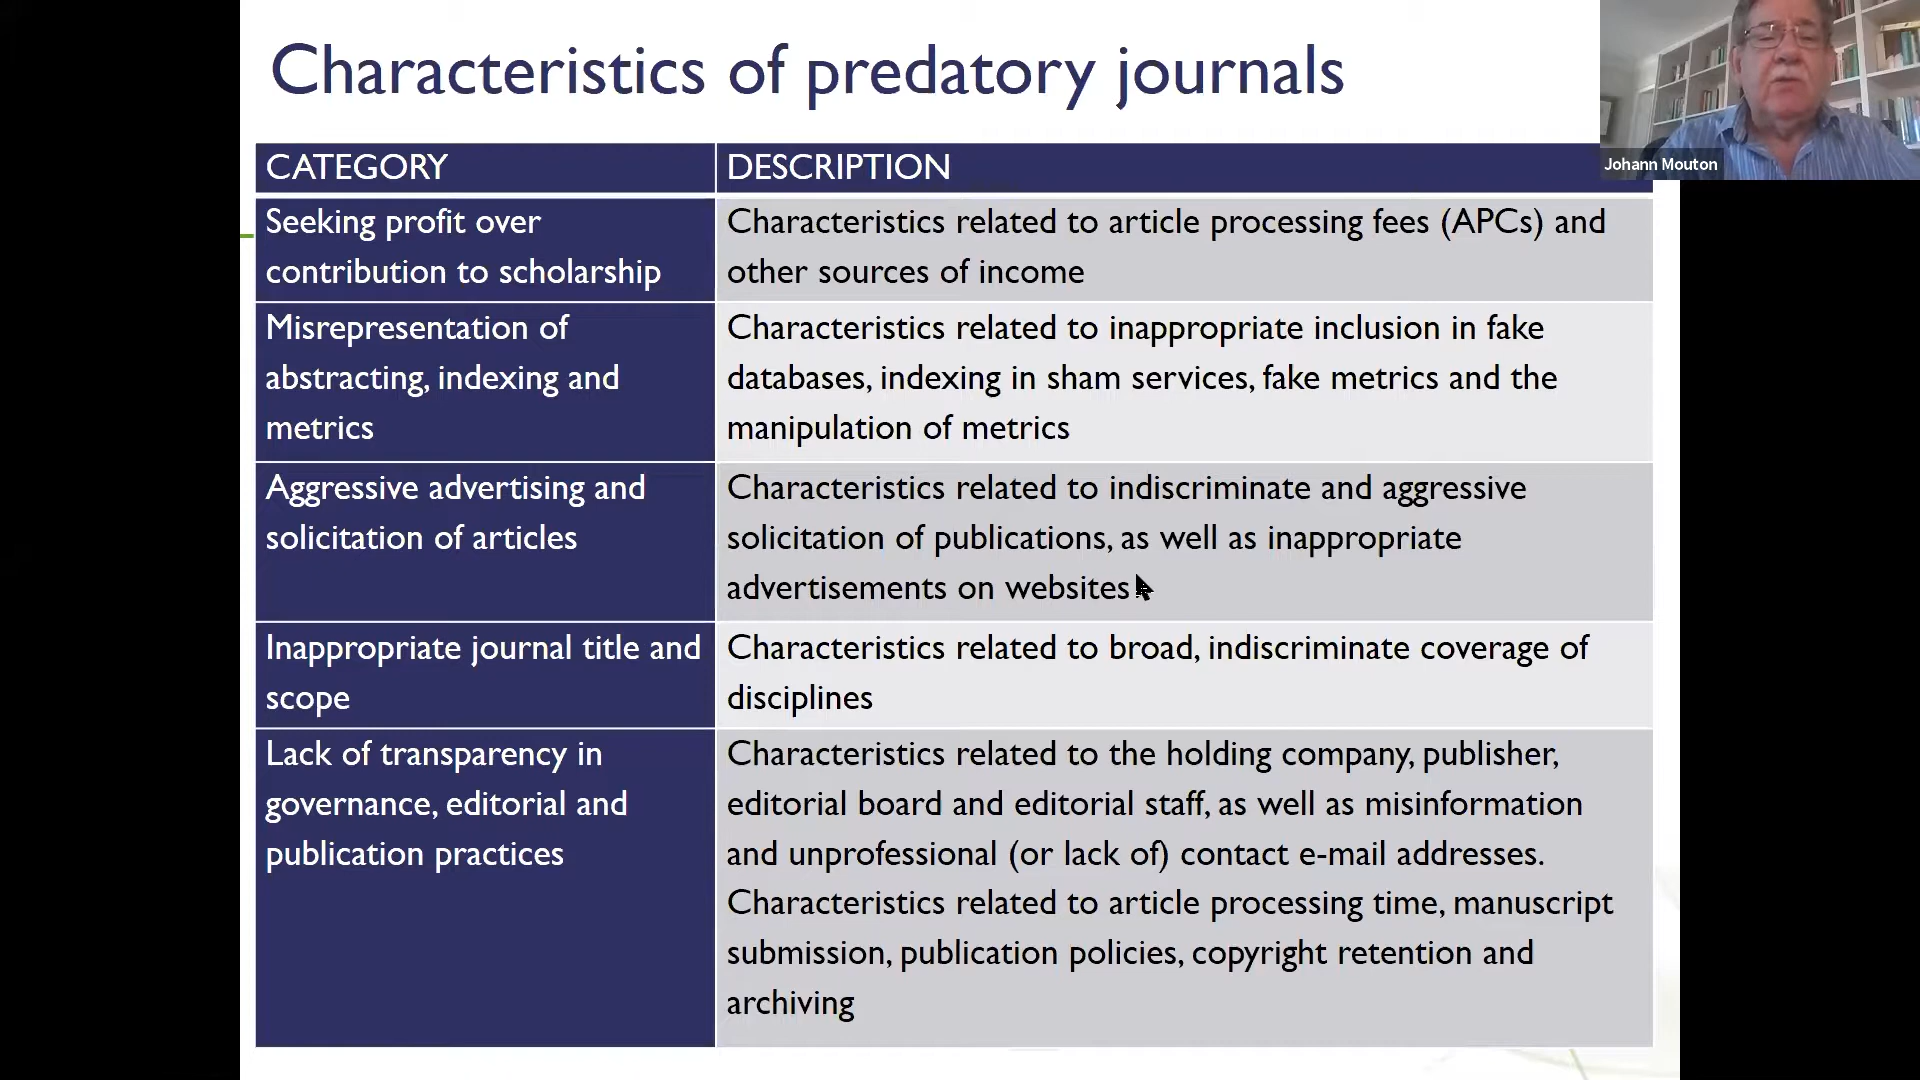 Characteristics of predatory journals
Johann Mouton
CATEGORY
DESCRIPTION
Seeking profit over
contribution to scholarship
Characteristics related to article processing fees (APCs) and
other sources of income
Misrepresentation of
abstracting, indexing and
metrics
Characteristics related to inappropriate inclusion in fake
databases, indexing in sham services, fake metrics and the
manipulation of metrics
Aggressive advertising and
solicitation of articles
Characteristics related to indiscriminate and aggressive
solicitation of publications, as well as inappropriate
advertisements on websites
Inappropriate journal title and
scope
Characteristics related to broad, indiscriminate coverage of
disciplines
Lack of transparency in
governance, editorial and
publication practices
Characteristics related to the holding company, publisher,
editorial board and editorial staff, as well as misinformation
and unprofessional (or lack of) contact e-mail addresses.
Characteristics related to article processing time, manuscript
submission, publication policies, copyright retention and
archiving